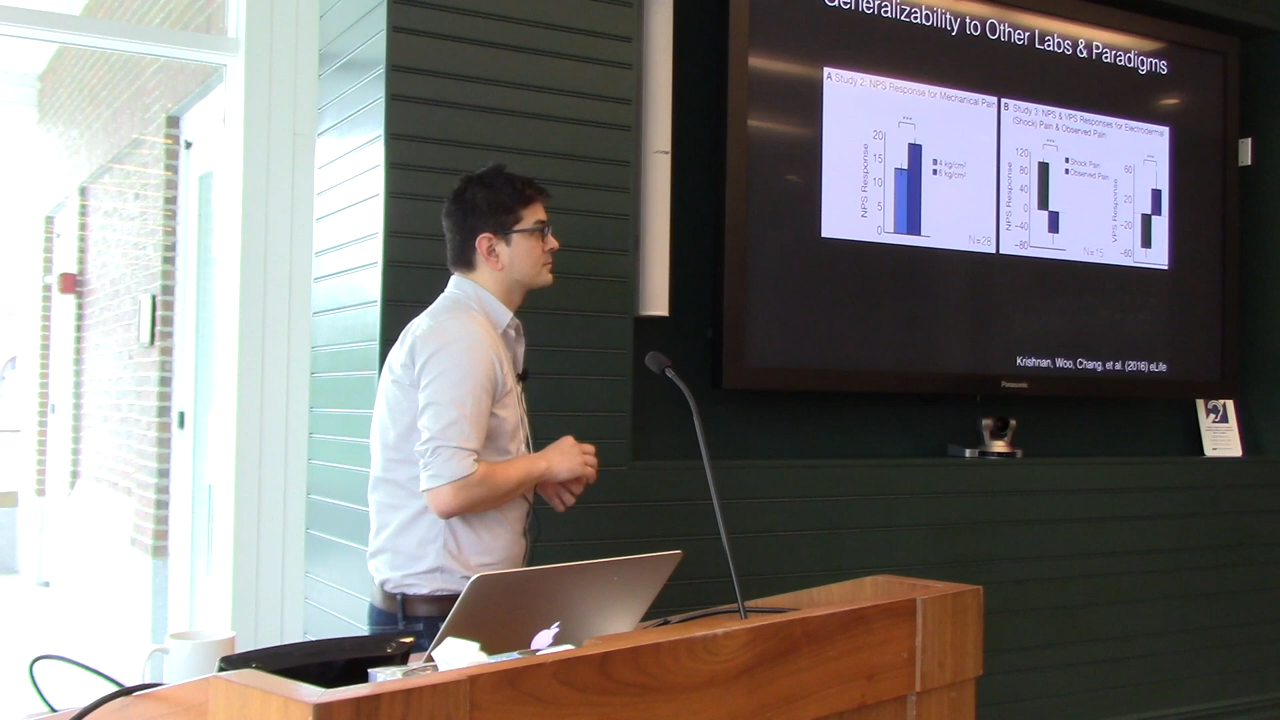 Generalizability to Other Labs & Paradigms
A Study 2: NPS Response for Mechanical Pain
20
15
10
5
0
NPS Response
***
4 kg/cm²
6 kg/cm²
N=28
B Study 3: NPS & VPS Responses for Electrodermal
(Shock) Pain & Observed Pain
120
80
40
0
-40
-80
NPS Response
***
Shock Pain
Observed Pain
N=15
60
20
-20
-60
VPS Response
***
Krishnan, Woo, Chang, et al. (2016) eLife
Panasonic